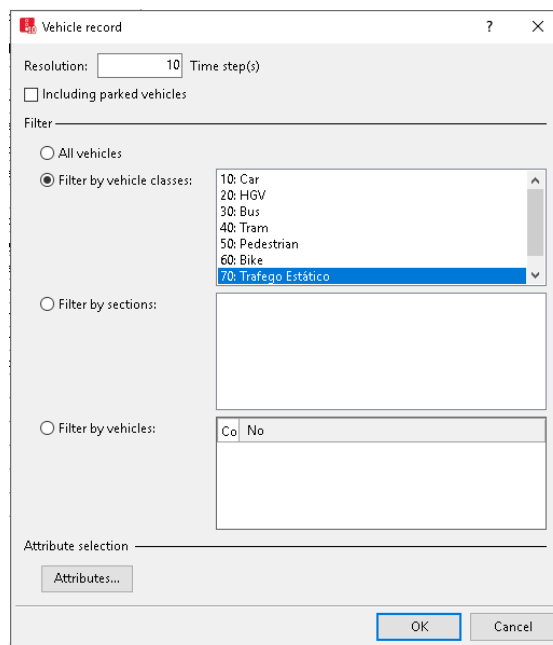 Vehicle record ?
Resolution: 10 Time step(s)
Including parked vehicles
Filter
All vehicles
Filter by vehicle classes:
10: Car
20: HGV
30: Bus
40: Tram
50: Pedestrian
60: Bike
70: Trafego Estático
Filter by sections:
Filter by vehicles:
Co No
Attribute selection
Attributes...
OK Cancel